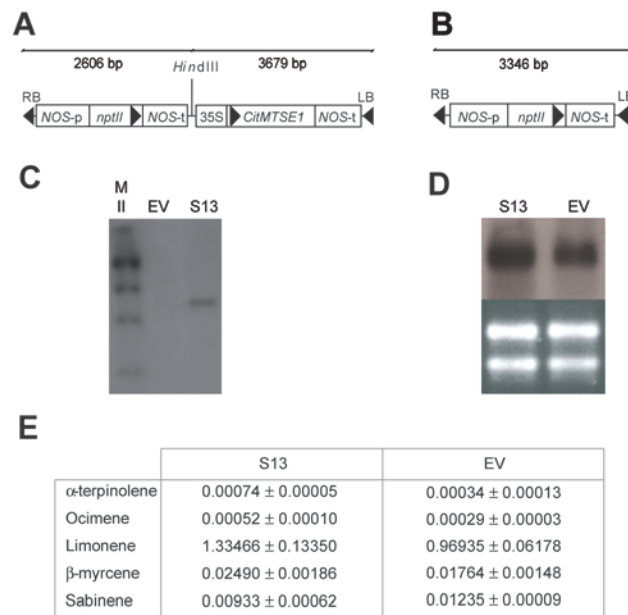 A
B
2606 bp HindIII 3679 bp
3346 bp
RB LB
NOS-p nptII NOS-t 35S CitMTSE1 NOS-t
RB LB
NOS-p nptII NOS-t
C
D
M
II EV S13
S13 EV
E
S13 EV
α-terpinolene 0.00074 ± 0.00005 0.00034 ± 0.00013
Ocimene 0.00052 ± 0.00010 0.00029 ± 0.00003
Limonene 1.33466 ± 0.13350 0.96935 ± 0.06178
β-myrcene 0.02490 ± 0.00186 0.01764 ± 0.00148
Sabinene 0.00933 ± 0.00062 0.01235 ± 0.00009